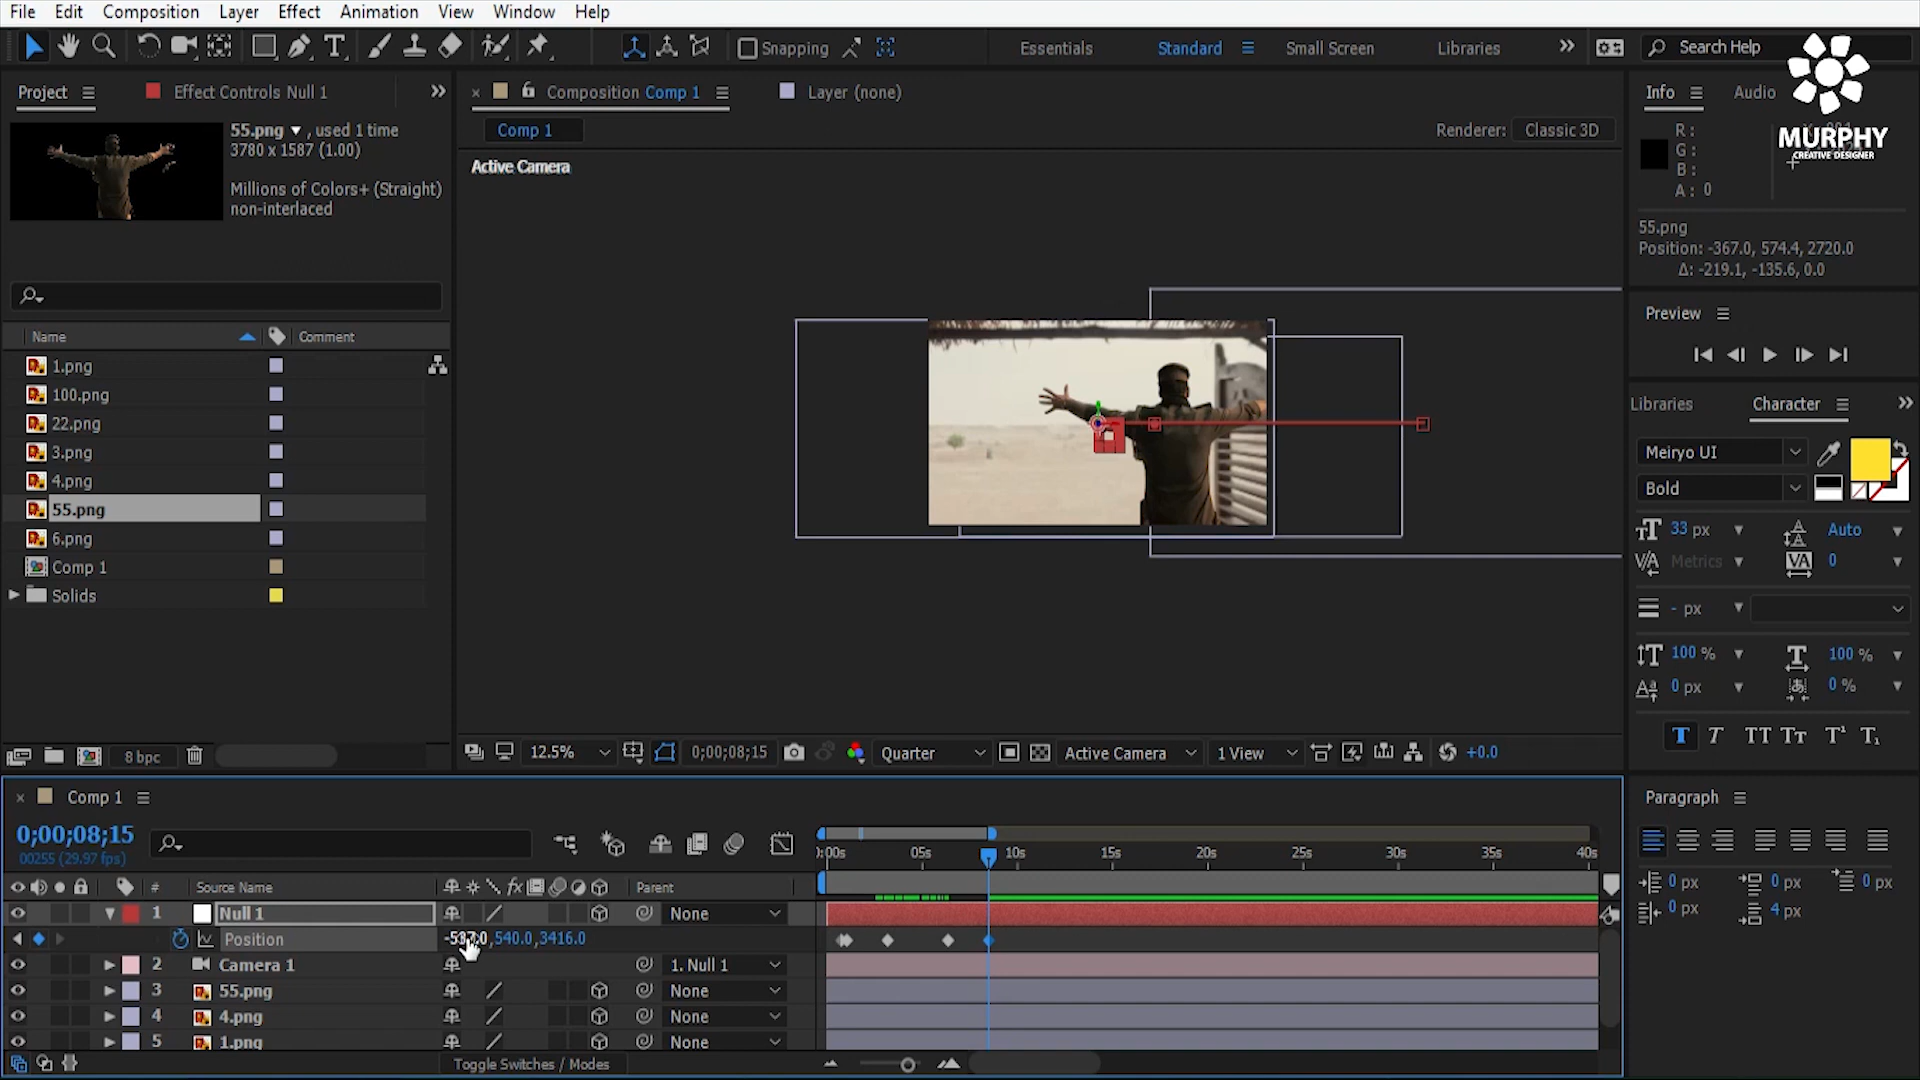 File Edit Composition Layer Effect Animation View Window Help
Snapping
Essentials Standard Small Screen Libraries
Search Help
MURPHY
CREATIVE DESIGNER
Project
Effect Controls Null 1
55.png , used 1 time
3780 x 1587 (1.00)
Millions of Colors+ (Straight)
non-interlaced
Name Comment
1.png
100.png
22.png
3.png
4.png
55.png
6.png
Comp 1
Solids
8 bpc
Composition Comp 1
Layer (none)
Comp 1
Renderer: Classic 3D
Active Camera
12.5% 0;00;08;15 Quarter Active Camera 1 View +0.0
Info Audio
R :
G :
B :
A : 0
55.png
Position: -367.0, 574.4, 2720.0
Δ: -219.1, -135.6, 0.0
Preview
Libraries Character
Meiryo UI
Bold
33 px Auto
Metrics 0
- px
100 % 100 %
0 px 0 %
T T TT Tт T¹ T₁
Paragraph
0 px 0 px 0 px
0 px 4 px
Comp 1
0;00;08;15
00255 (29.97 fps)
:00s 05s 10s 15s 20s 25s 30s 35s 40s
# Source Name fx Parent
1 Null 1 None
Position ,540.0,3416.0
2 Camera 1 1. Null 1
3 55.png None
4 4.png None
5 1.png None
Toggle Switches / Modes